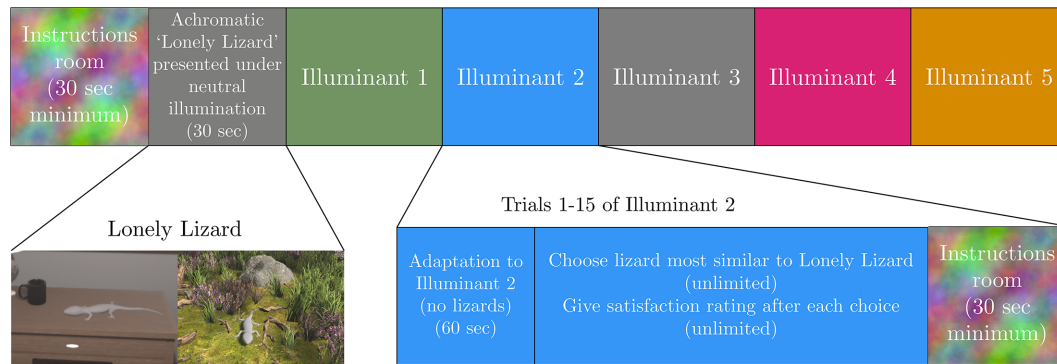 Instructions
room
(30 sec
minimum)
Achromatic
‘Lonely Lizard’
presented under
neutral
illumination
(30 sec)
Illuminant 1
Illuminant 2
Illuminant 3
Illuminant 4
Illuminant 5
Lonely Lizard
Trials 1-15 of Illuminant 2
Adaptation to
Illuminant 2
(no lizards)
(60 sec)
Choose lizard most similar to Lonely Lizard
(unlimited)
Give satisfaction rating after each choice
(unlimited)
Instructions
room
(30 sec
minimum)